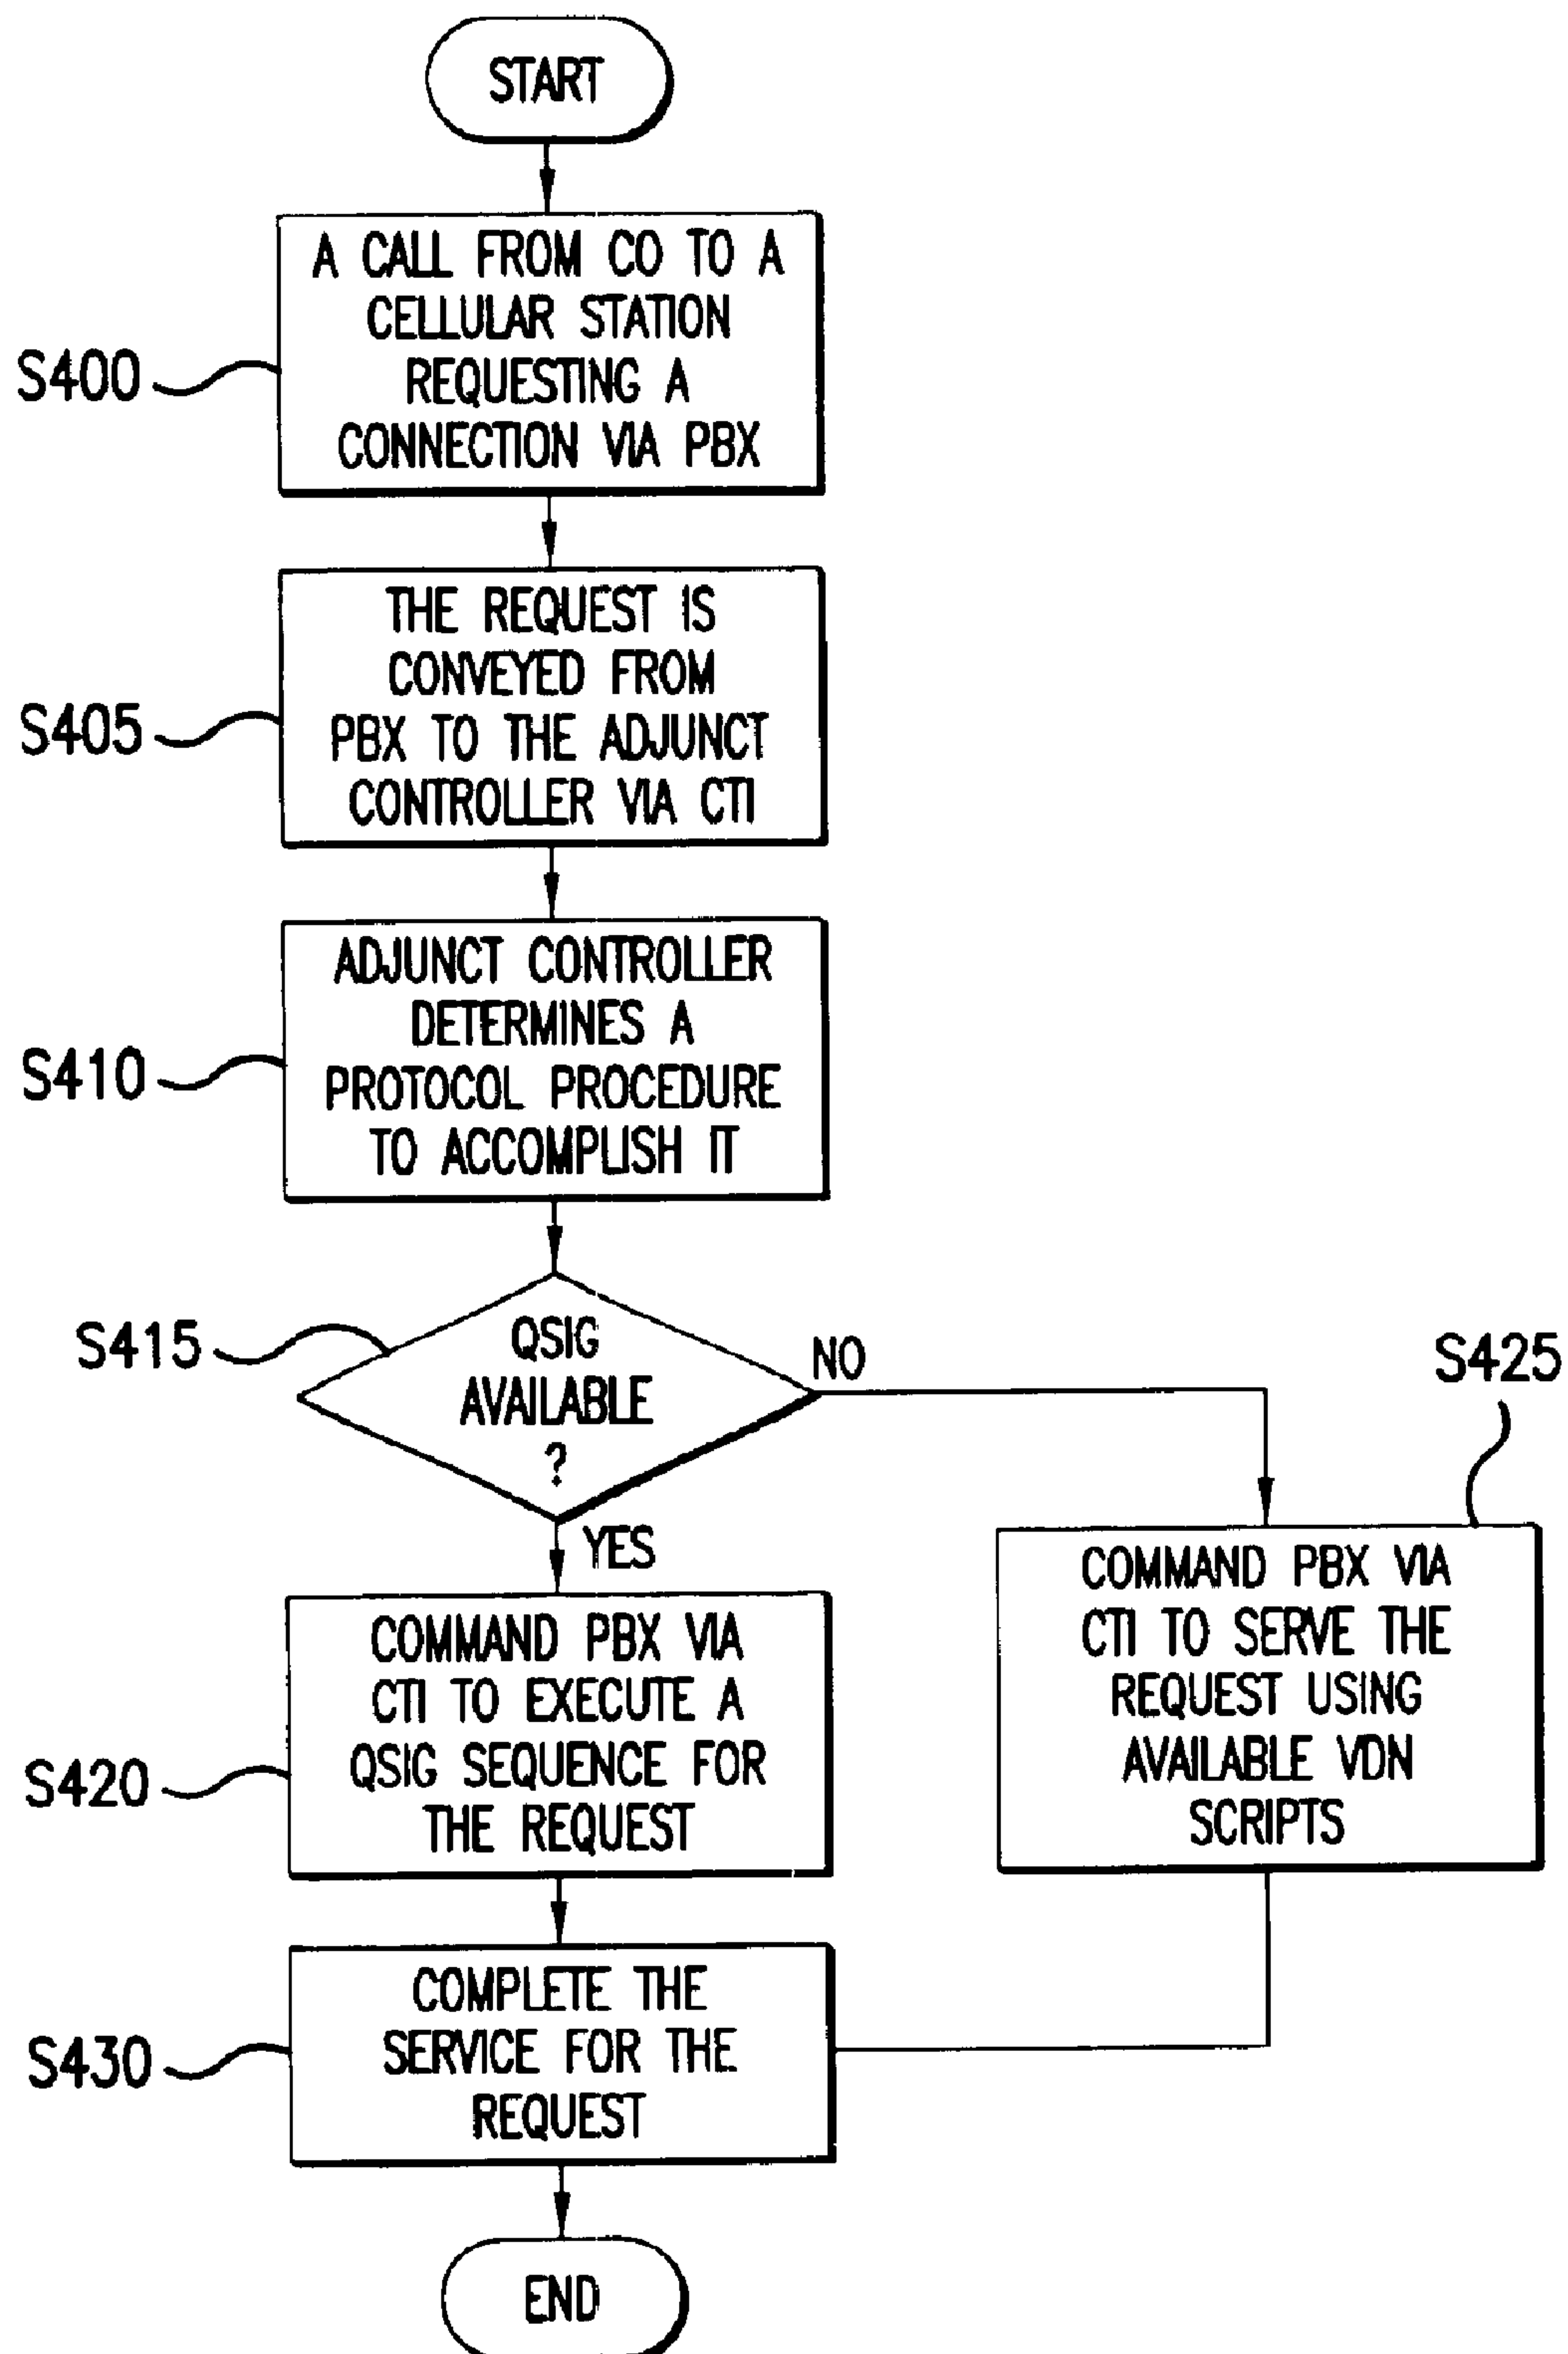 START
A CALL FROM CO TO A
CELLULAR STATION
REQUESTING A
CONNECTION VIA PBX
S400
THE REQUEST IS
CONVEYED FROM
PBX TO THE ADJUNCT
CONTROLLER VIA CTI
S405
ADJUNCT CONTROLLER
DETERMINES A
PROTOCOL PROCEDURE
TO ACCOMPLISH IT
S410
QSIG
AVAILABLE
?
S415
NO
YES
S425
COMMAND PBX VIA
CTI TO SERVE THE
REQUEST USING
AVAILABLE VDN
SCRIPTS
COMMAND PBX VIA
CTI TO EXECUTE A
QSIG SEQUENCE FOR
THE REQUEST
S420
COMPLETE THE
SERVICE FOR THE
REQUEST
S430
END